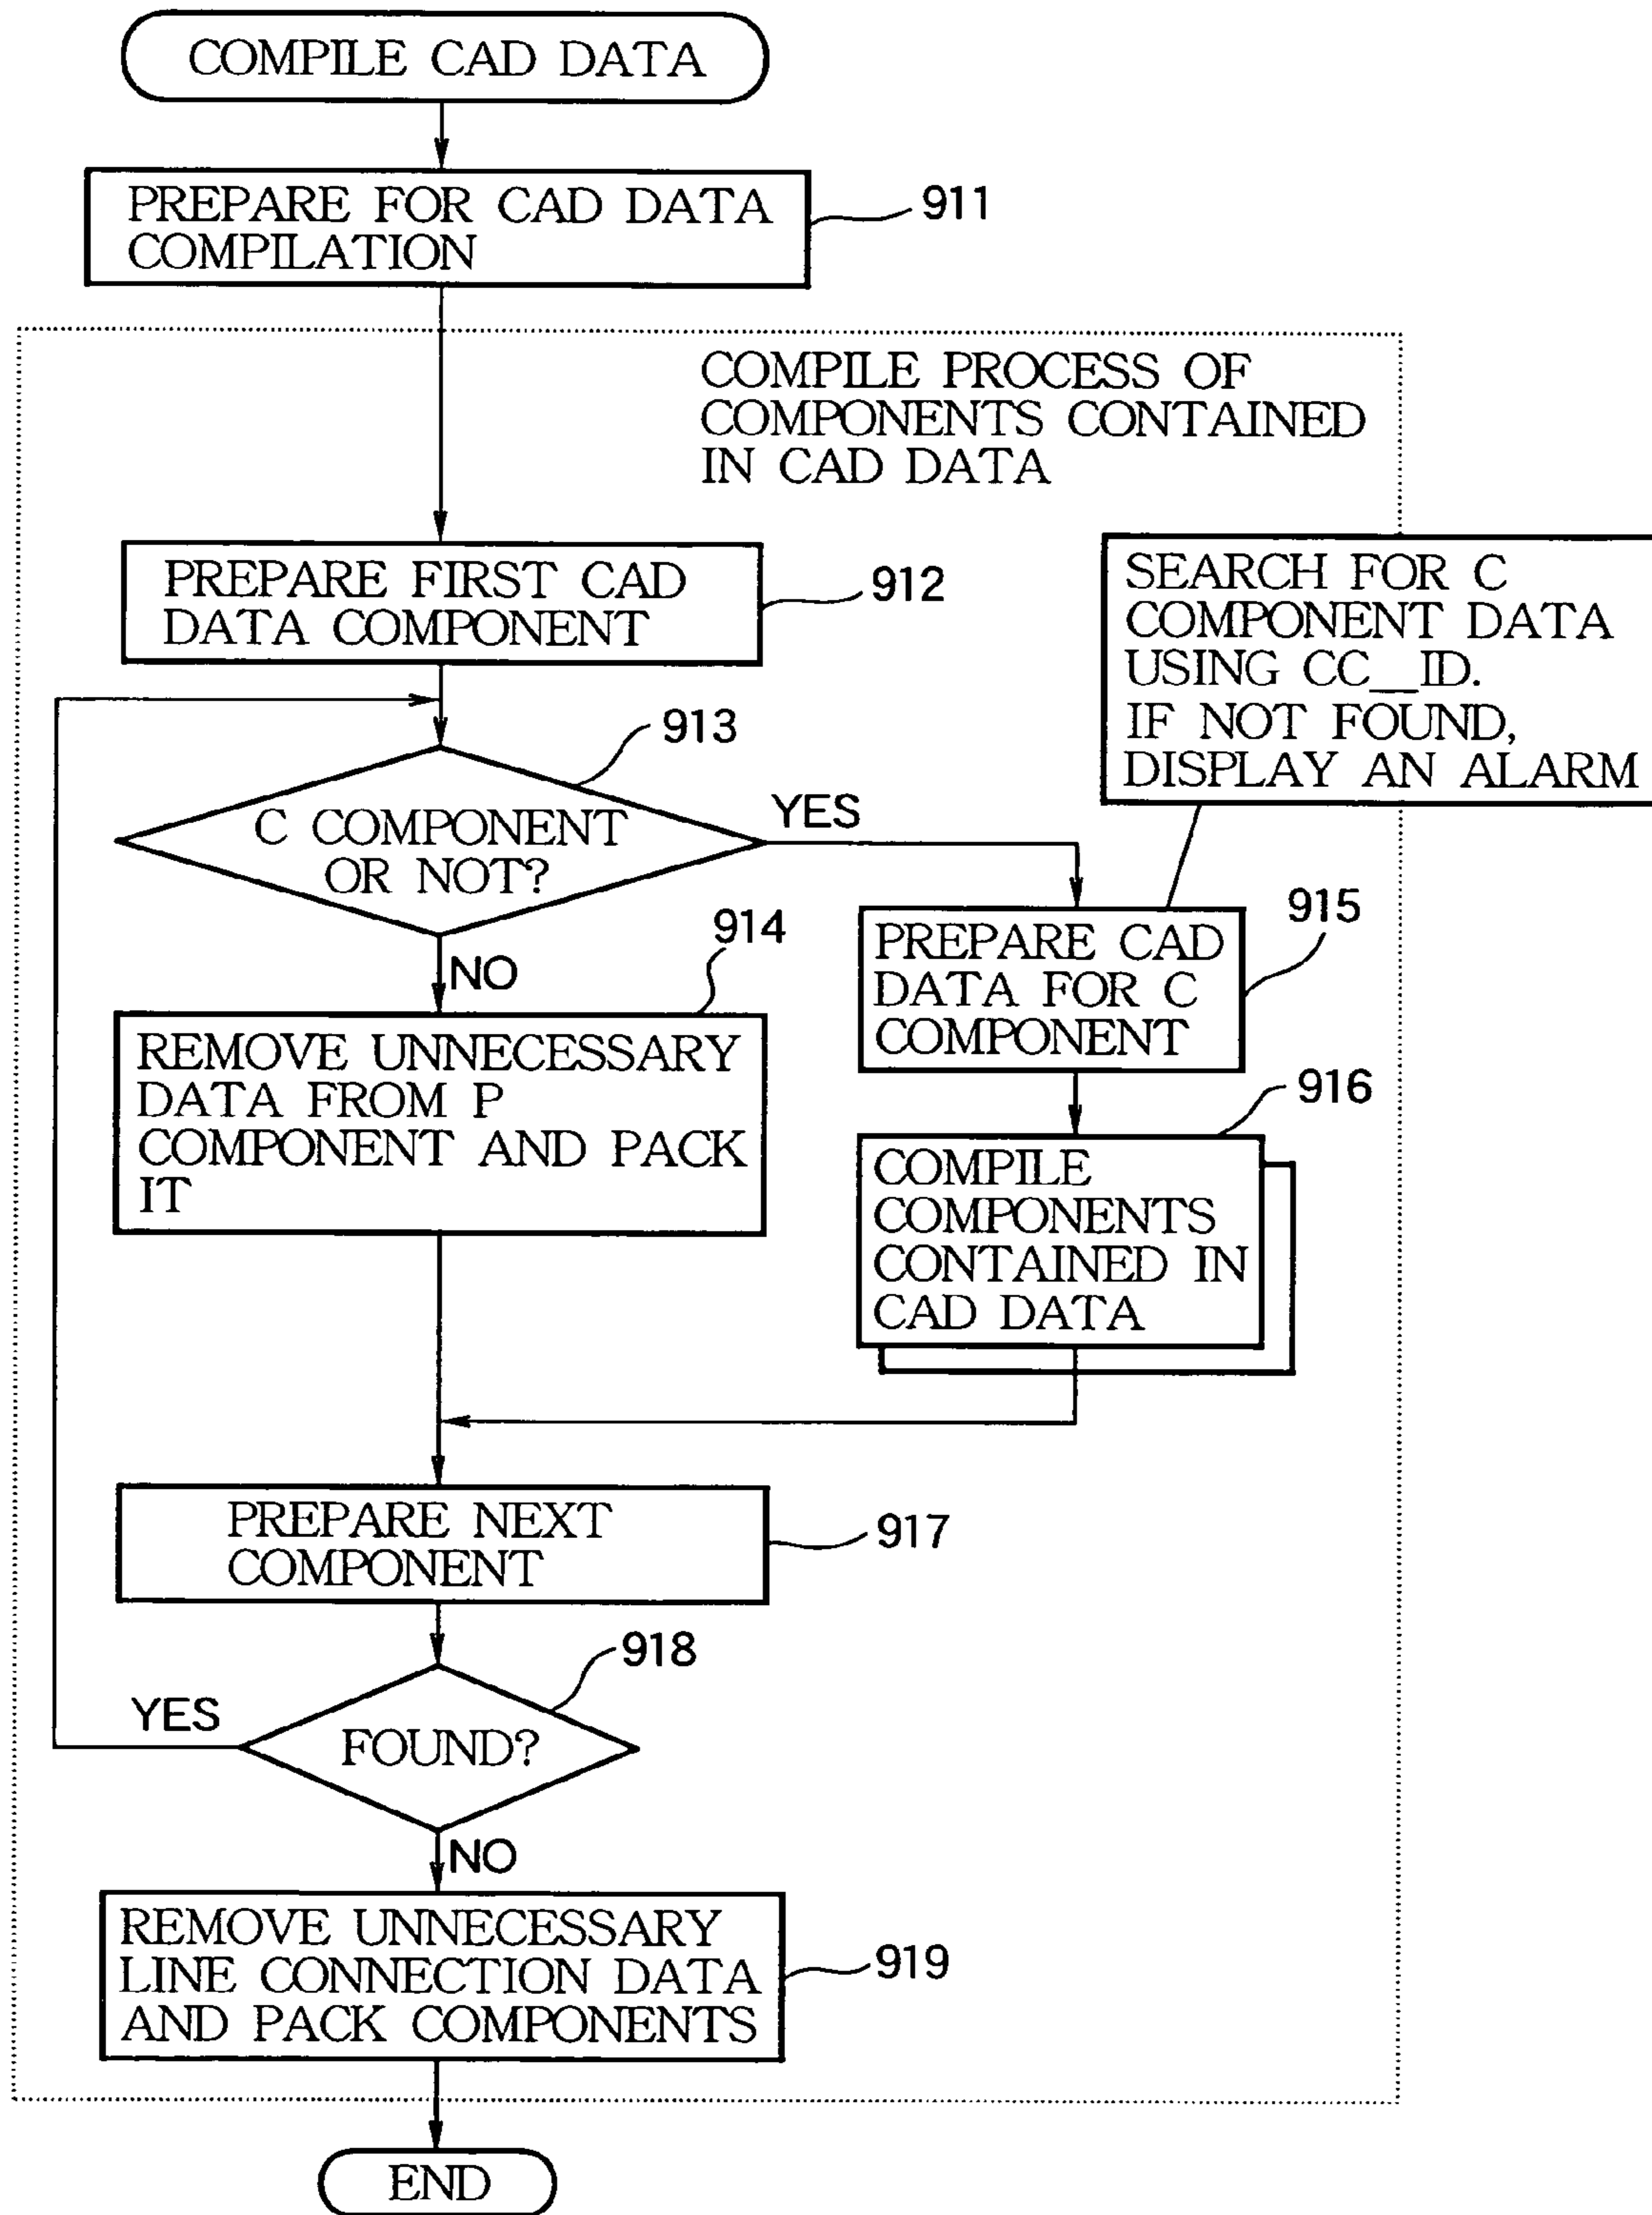 COMPILE CAD DATA
PREPARE FOR CAD DATA
COMPILATION
911
COMPILE PROCESS OF
COMPONENTS CONTAINED
IN CAD DATA
PREPARE FIRST CAD
DATA COMPONENT
912
SEARCH FOR C
COMPONENT DATA
USING CC__ID.
IF NOT FOUND,
DISPLAY AN ALARM
913
C COMPONENT
OR NOT?
YES
NO
914
REMOVE UNNECESSARY
DATA FROM P
COMPONENT AND PACK
IT
915
PREPARE CAD
DATA FOR C
COMPONENT
916
COMPILE
COMPONENTS
CONTAINED IN
CAD DATA
PREPARE NEXT
COMPONENT
917
918
FOUND?
YES
NO
REMOVE UNNECESSARY
LINE CONNECTION DATA
AND PACK COMPONENTS
919
END